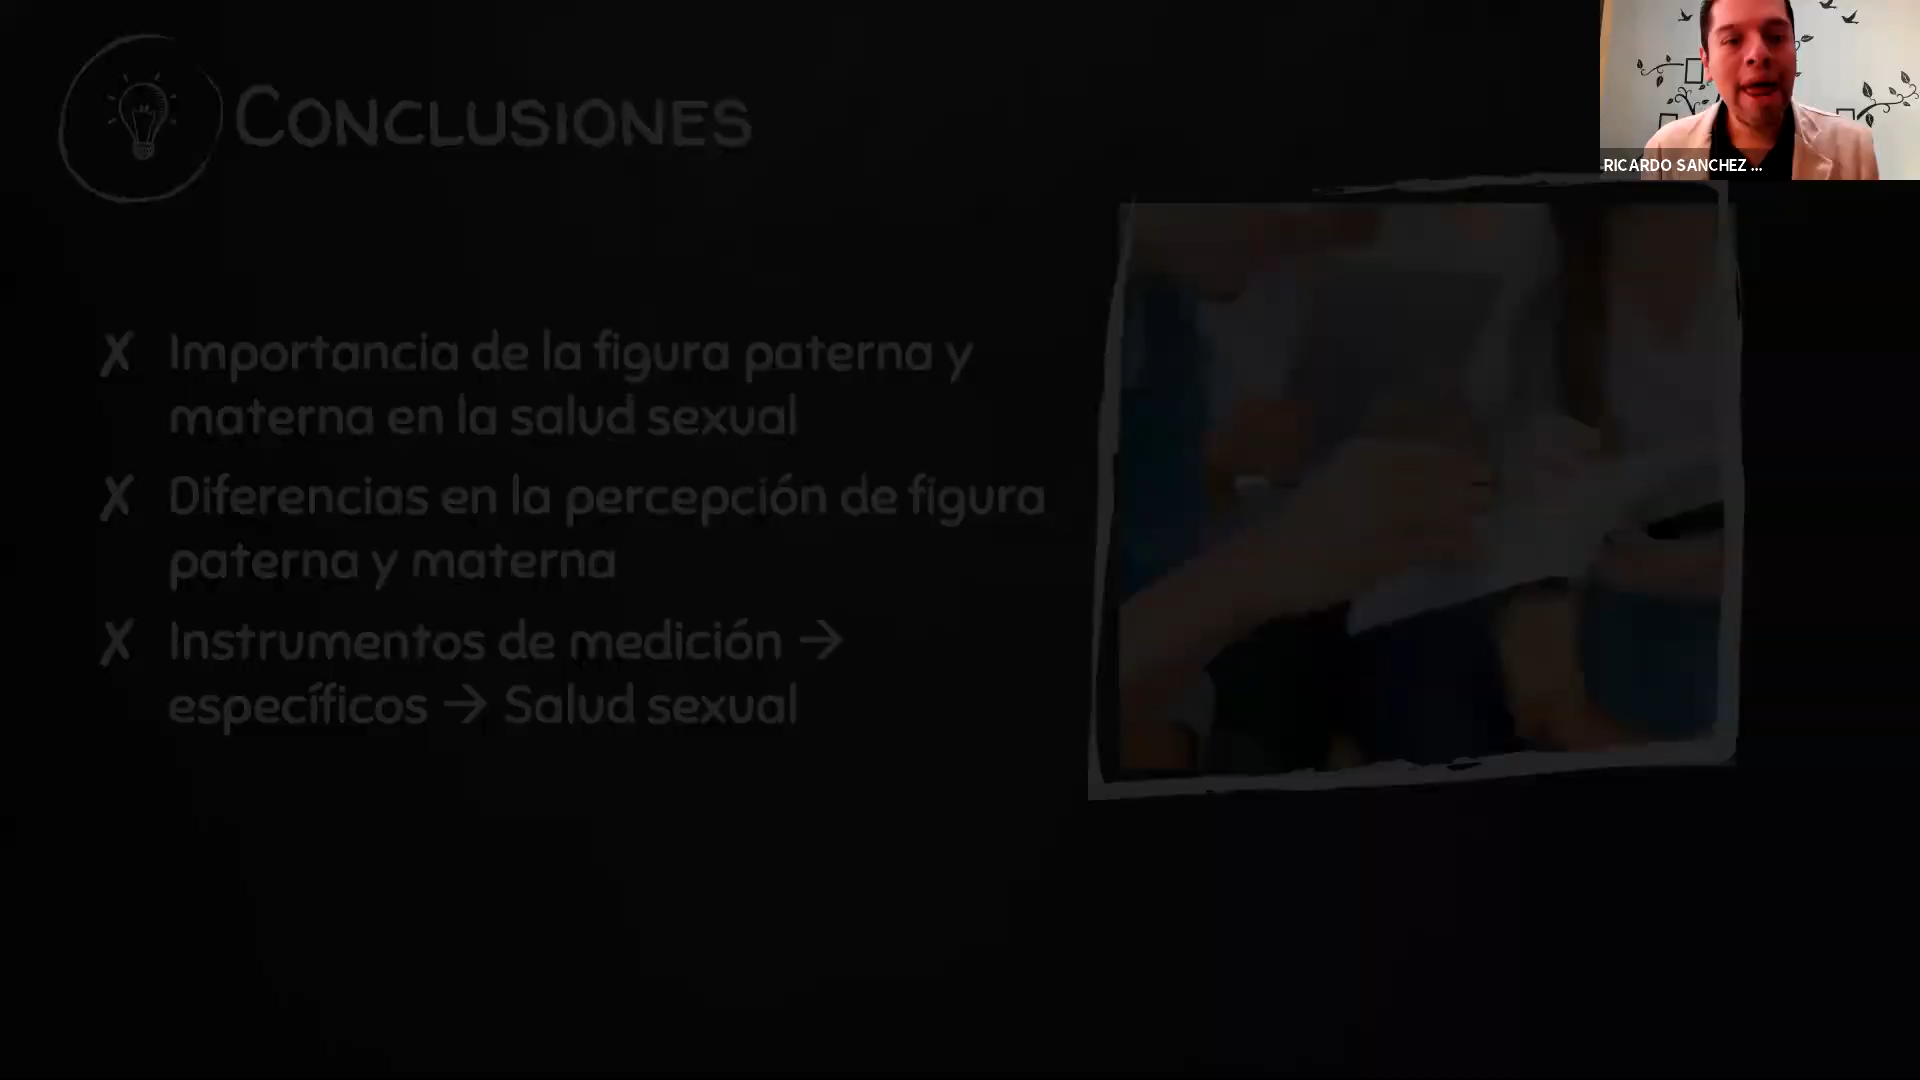 RICARDO SANCHEZ ...
CONCLUSIONES
✗ Importancia de la figura paterna y
materna en la salud sexual
✗ Diferencias en la percepción de figura
paterna y materna
✗ Instrumentos de medición →
específicos → Salud sexual